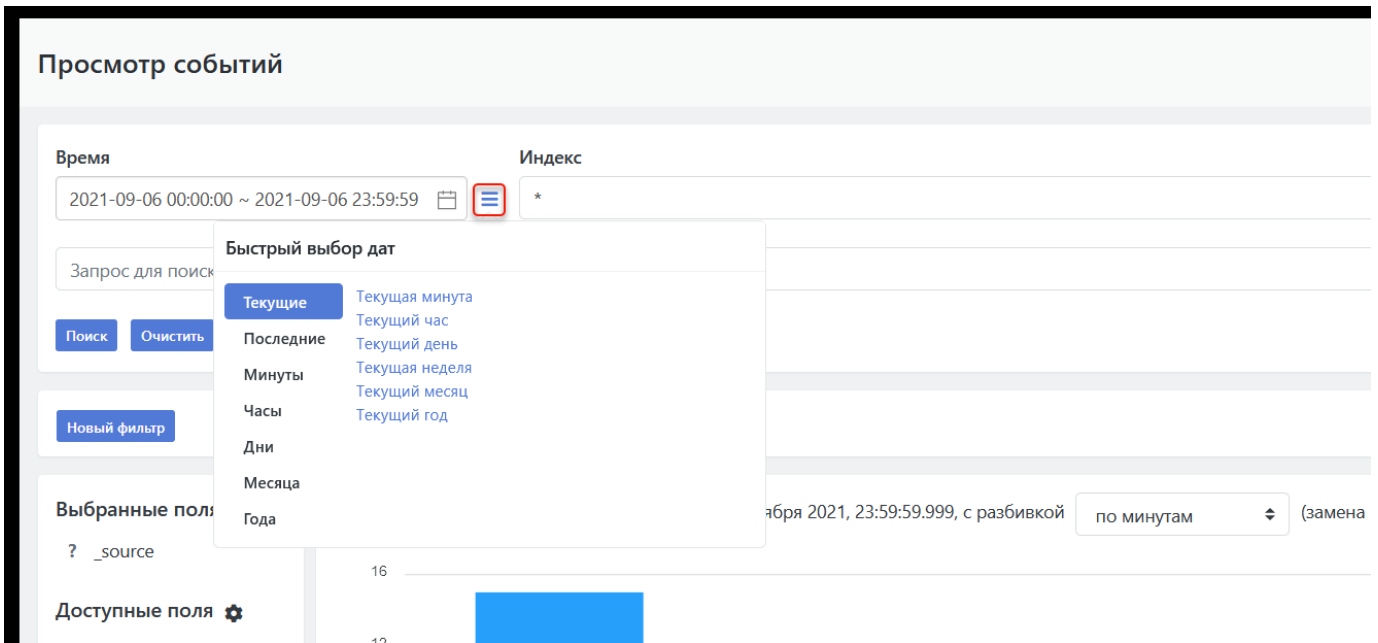 Просмотр событий
Время
Индекс
2021-09-06 00:00:00 ~ 2021-09-06 23:59:59
*
Быстрый выбор дат
Запрос для
Текущие
Текущая минута
Текущий час
Поиск
Очистить
Последние
Текущий день
Минуты
Текущая неделя
Текущий месяц
Часы
Текущий год
Новый фильтр
Дни
Месяца
Года
Выбранные
2021, 23:59:59.999, с разбивкой
по минутам
(замена
? _source
16
Доступные поля